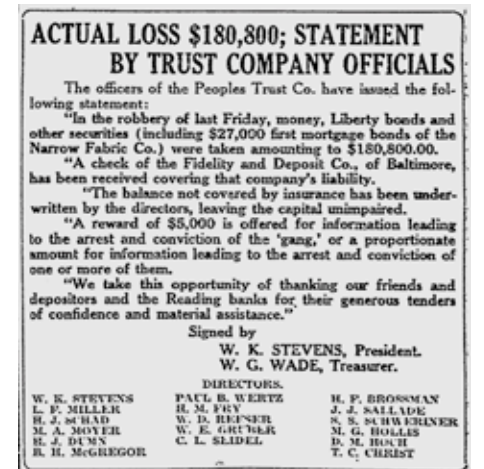 ACTUAL LOSS $180,800; STATEMENT
BY TRUST COMPANY OFFICIALS
The officers of the Peoples Trust Co. have issued the fol-
lowing statement:
"In the robbery of last Friday, money, Liberty bonds and
other securities (including $27,000 first mortgage bonds of the
Narrow Fabric Co.) were taken amounting to $180,800.00.
"A check of the Fidelity and Deposit Co., of Baltimore,
has been received covering that company's liability.
"The balance not covered by insurance has been under-
written by the directors, leaving the capital unimpaired.
"A reward of $5,000 is offered for information leading
to the arrest and conviction of the 'gang,' or a proportionate
amount for information leading to the arrest and conviction of
one or more of them.
"We take this opportunity of thanking our friends and
depositors and the Reading banks for their generous tenders
of confidence and material assistance."
Signed by
W. K. STEVENS, President.
W. G. WADE, Treasurer.
DIRECTORS.
W. K. STEVENS PAUL B. WERTZ H. F. BROSSMAN
L. F. MILLER H. M. FRY J. J. SALLADE
H. J. SCHAD W. D. REESER S. S. SCHWERINER
M. A. MOYER W. E. GRUBER M. G. HOLLIS
H. J. DUMN C. L. SEIDEL D. M. HOCH
B. H. McGREGOR T. C. CHRIST